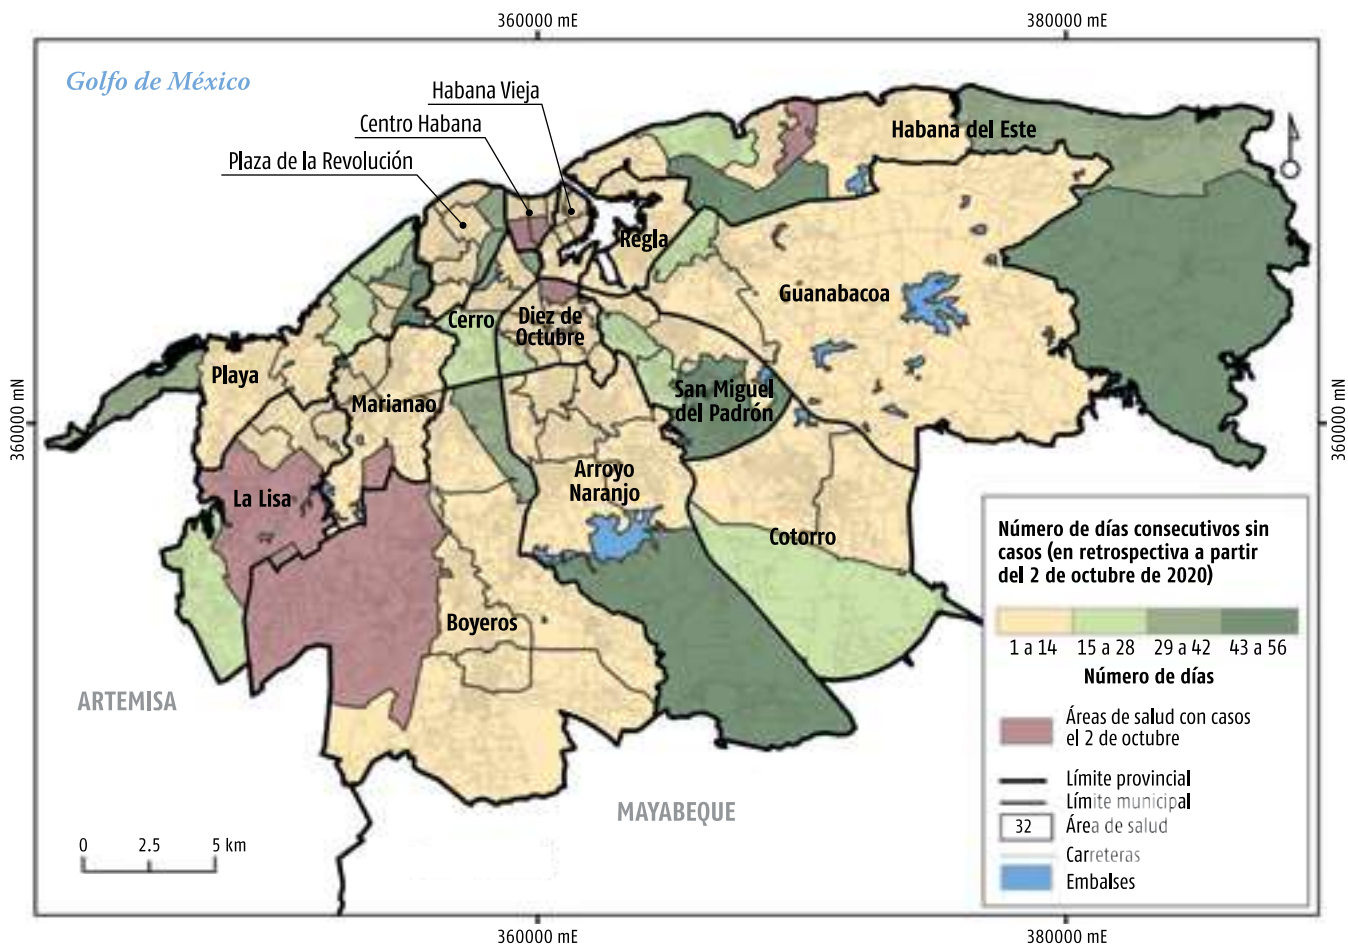 360000 mE
380000 mE
Golfo de México
Habana Vieja
Centro Habana
Plaza de la Revolución
Habana del Este
Regla
Guanabacoa
Cerro
Diez de
Octubre
Playa
Marianao
San Miguel
del Padrón
360000 mN
360000 mN
La Lisa
Arroyo
Naranjo
Cotorro
Boyeros
ARTEMISA
MAYABEQUE
0 2.5 5 km
Número de días consecutivos sin
casos (en retrospectiva a partir
del 2 de octubre de 2020)
1 a 14 15 a 28 29 a 42 43 a 56
Número de días
Áreas de salud con casos
el 2 de octubre
Límite provincial
Límite municipal
32 Área de salud
Carreteras
Embalses
360000 mE
380000 mE